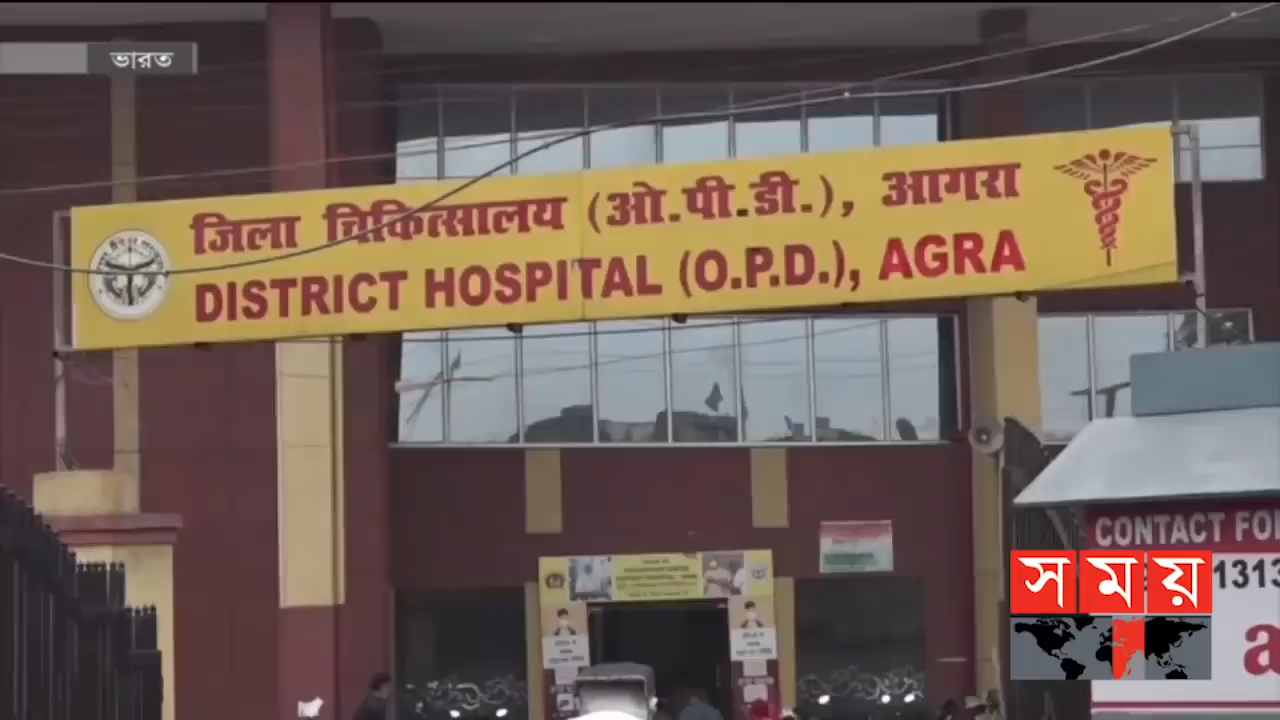 ভারত
जिला चिकित्सालय (ओ.पी.डी.), आगरा
DISTRICT HOSPITAL (O.P.D.), AGRA
CONTACT FO
1313
সময়
a